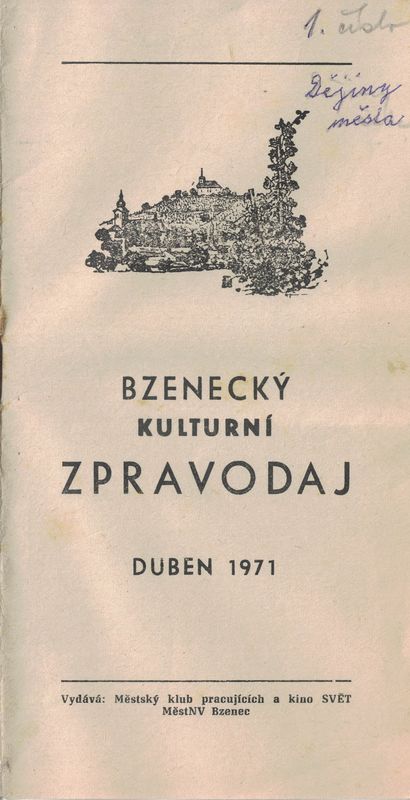 1. číslo
Dějiny
města
BZENECKÝ
KULTURNÍ
ZPRAVODAJ
DUBEN 1971
Vydává: Městský klub pracujících a kino SVĚT
MěstNV Bzenec